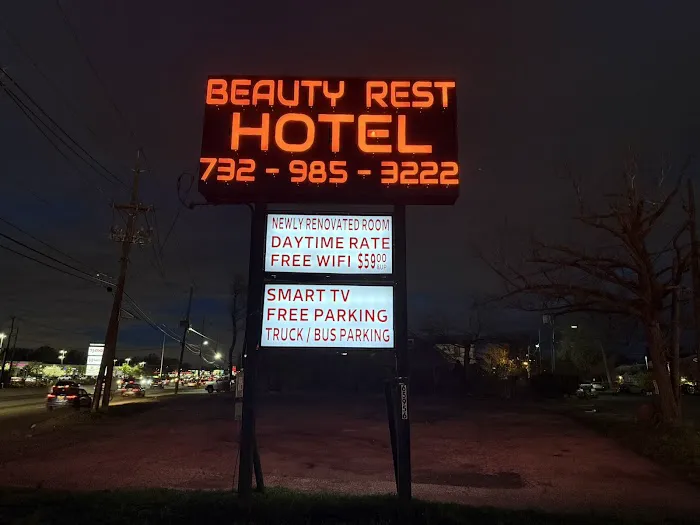 BEAUTY REST
HOTEL
732 - 985 - 3222
NEWLY RENOVATED ROOM
DAYTIME RATE
FREE WIFI $59.00
SMART TV
FREE PARKING
TRUCK / BUS PARKING